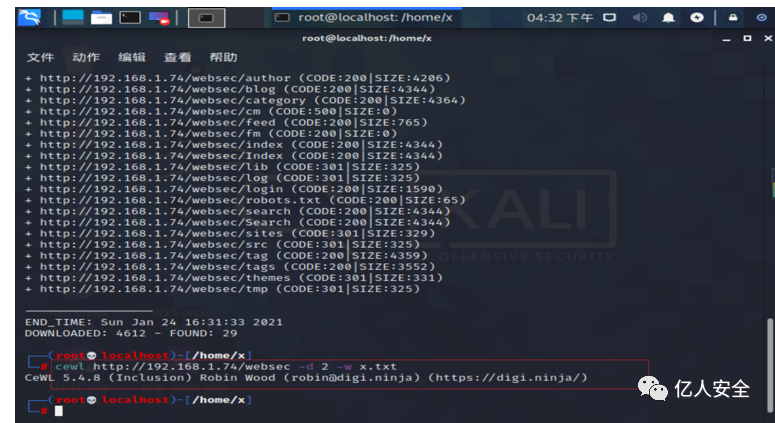 root@localhost: /home/x
04:32 下午
root@localhost:/home/x
文件 动作 编辑 查看 帮助
+ http://192.168.1.74/websec/author (CODE:200|SIZE:4206)
+ http://192.168.1.74/websec/blog (CODE:200|SIZE:4344)
+ http://192.168.1.74/websec/category (CODE:200|SIZE:4364)
+ http://192.168.1.74/websec/cm (CODE:500|SIZE:0)
+ http://192.168.1.74/websec/feed (CODE:200|SIZE:765)
+ http://192.168.1.74/websec/fm (CODE:200|SIZE:0)
+ http://192.168.1.74/websec/index (CODE:200|SIZE:4344)
+ http://192.168.1.74/websec/Index (CODE:200|SIZE:4344)
+ http://192.168.1.74/websec/lib (CODE:301|SIZE:325)
+ http://192.168.1.74/websec/log (CODE:301|SIZE:325)
+ http://192.168.1.74/websec/login (CODE:200|SIZE:1590)
+ http://192.168.1.74/websec/robots.txt (CODE:200|SIZE:65)
+ http://192.168.1.74/websec/search (CODE:200|SIZE:4344)
+ http://192.168.1.74/websec/Search (CODE:200|SIZE:4344)
+ http://192.168.1.74/websec/sites (CODE:301|SIZE:329)
+ http://192.168.1.74/websec/src (CODE:301|SIZE:325)
+ http://192.168.1.74/websec/tag (CODE:200|SIZE:4359)
+ http://192.168.1.74/websec/tags (CODE:200|SIZE:3552)
+ http://192.168.1.74/websec/themes (CODE:301|SIZE:331)
+ http://192.168.1.74/websec/tmp (CODE:301|SIZE:325)
KALI
OFFENSIVE SECURITY
END_TIME: Sun Jan 24 16:31:33 2021
DOWNLOADED: 4612 - FOUND: 29
(root💀localhost)-[/home/x]
# cewl http://192.168.1.74/websec -d 2 -w x.txt
CeWL 5.4.8 (Inclusion) Robin Wood (robin@digi.ninja) (https://digi.ninja/)
(root💀localhost)-[/home/x]
#
亿人安全